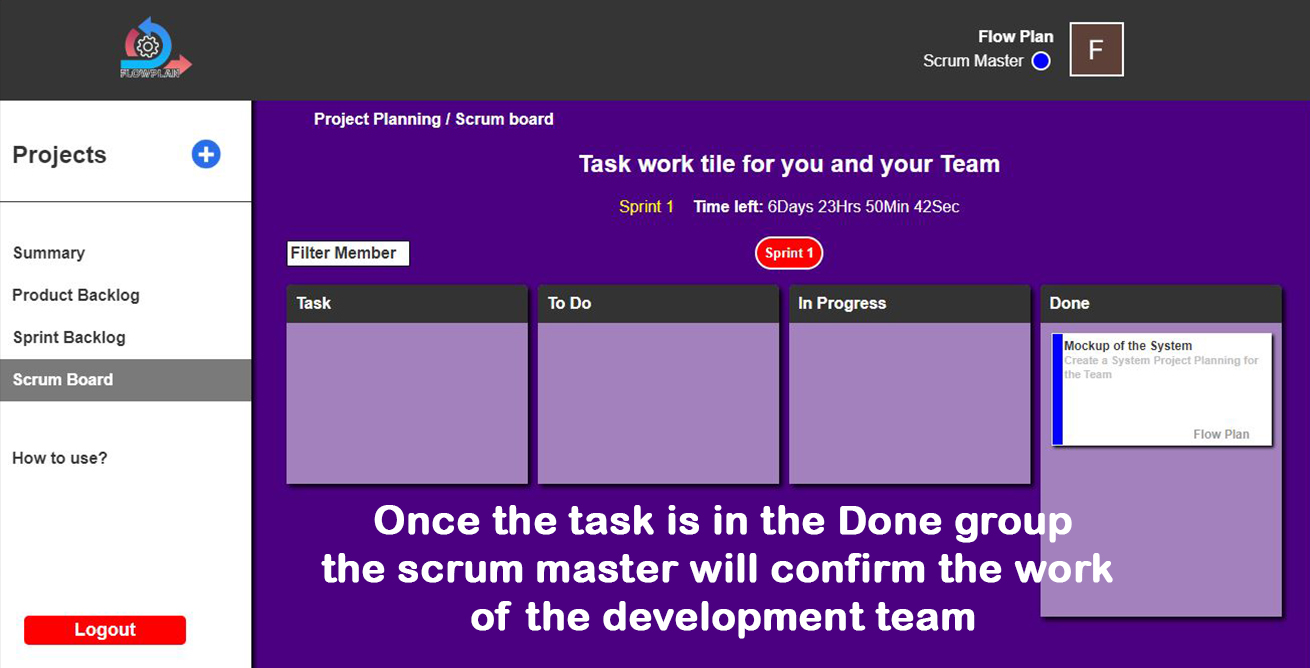 FLOWPLAN
Flow Plan
Scrum Master
F
Projects
Summary
Product Backlog
Sprint Backlog
Scrum Board
How to use?
Logout
Project Planning / Scrum board
Task work tile for you and your Team
Sprint 1 Time left: 6Days 23Hrs 50Min 42Sec
Filter Member
Sprint 1
Task
To Do
In Progress
Done
Mockup of the System
Create a System Project Planning for
the Team
Flow Plan
Once the task is in the Done group
the scrum master will confirm the work
of the development team